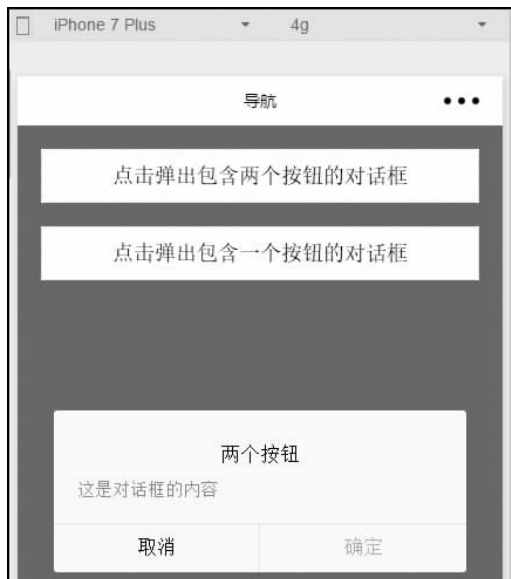 iPhone 7 Plus 4g
导航
点击弹出包含两个按钮的对话框
点击弹出包含一个按钮的对话框
两个按钮
这是对话框的内容
取消 确定